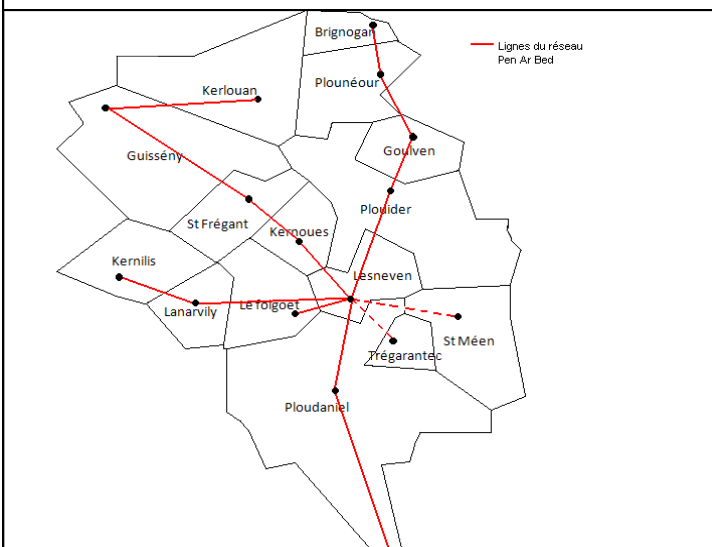 Brignogan
Lignes du réseau
Pen Ar Bed
Plounéour
Kerlouan
Goulven
Guissény
Plouider
St Frégant
Kernoues
Kernilis
Lesneven
Lanarvily
Le folgoet
St Méen
Trégarantec
Ploudaniel